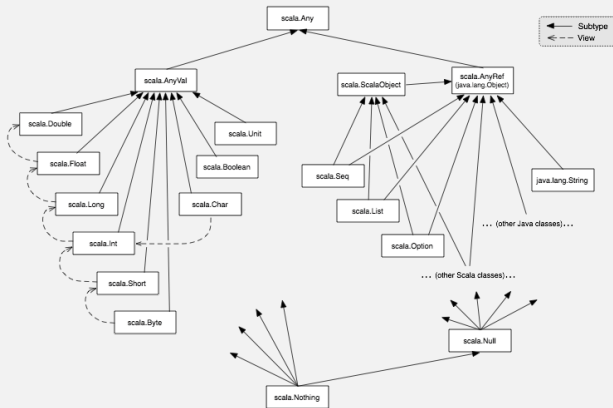 scala.Any
Subtype
View
scala.AnyVal
scala.ScalaObject
scala.AnyRef
(java.lang.Object)
scala.Double
scala.Unit
scala.Float
scala.Boolean
scala.Seq
java.lang.String
scala.Long
scala.Char
scala.List
... (other Java classes)...
scala.Int
scala.Option
scala.Short
... (other Scala classes)...
scala.Byte
scala.Null
scala.Nothing